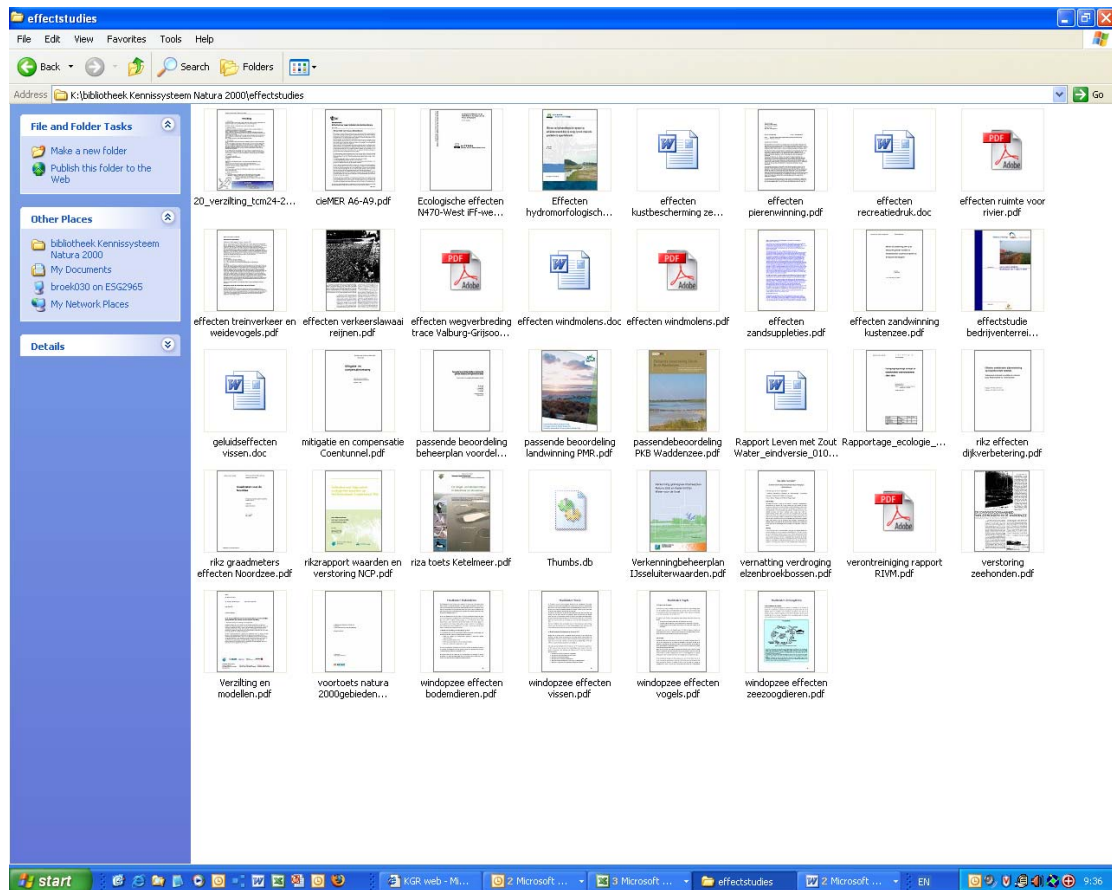 effectstudies
File Edit View Favorites Tools Help
Back Search Folders
Address K:\bibliotheek Kennissysteem Natura 2000\effectstudies Go
File and Folder Tasks
Make a new folder
Publish this folder to the
Web
Other Places
bibliotheek Kennissysteem
Natura 2000
My Documents
broek030 on ESG2965
My Network Places
Details
20_verzilting_tcm24-2...
cieMER A6-A9.pdf
Ecologische effecten
N470-West IFf-we...
Effecten
hydromorfologisch...
effecten
kustbescherming ze...
effecten
pierenwinning.pdf
effecten
recreatiedruk.doc
effecten ruimte voor
rivier.pdf
effecten treinverkeer en
weidevogels.pdf
effecten verkeerslawaai
reijnen.pdf
effecten wegverbreding
trace Valburg-Grijsoo...
effecten windmolens.doc
effecten windmolens.pdf
effecten
zandsuppleties.pdf
effecten zandwinning
kustenzee.pdf
effectstudie
bedrijventerrei...
geluidseffecten
vissen.doc
mitigatie en compensatie
Coentunnel.pdf
passende beoordeling
beheerplan voordel...
passende beoordeling
landwinning PMR.pdf
passendebeoordeling
PKB Waddenzee.pdf
Rapport Leven met Zout
Water_eindversie_010...
Rapportage_ecologie_...
rikz effecten
dijkverbetering.pdf
rikz graadmeters
effecten Noordzee.pdf
rikzrapport waarden en
verstoring NCP.pdf
riza toets Ketelmeer.pdf
Thumbs.db
Verkenningbeheerplan
IJsseluiterwaarden.pdf
vernatting verdroging
elzenbroekbossen.pdf
verontreiniging rapport
RIVM.pdf
verstoring
zeehonden.pdf
Verzilting en
modellen.pdf
voortoets natura
2000gebieden...
windopzee effecten
bodemdieren.pdf
windopzee effecten
vissen.pdf
windopzee effecten
vogels.pdf
windopzee effecten
zeezoogdieren.pdf
start KGR web - Mi... 2 Microsoft ... 3 Microsoft ... effectstudies 2 Microsoft ... EN 9:36